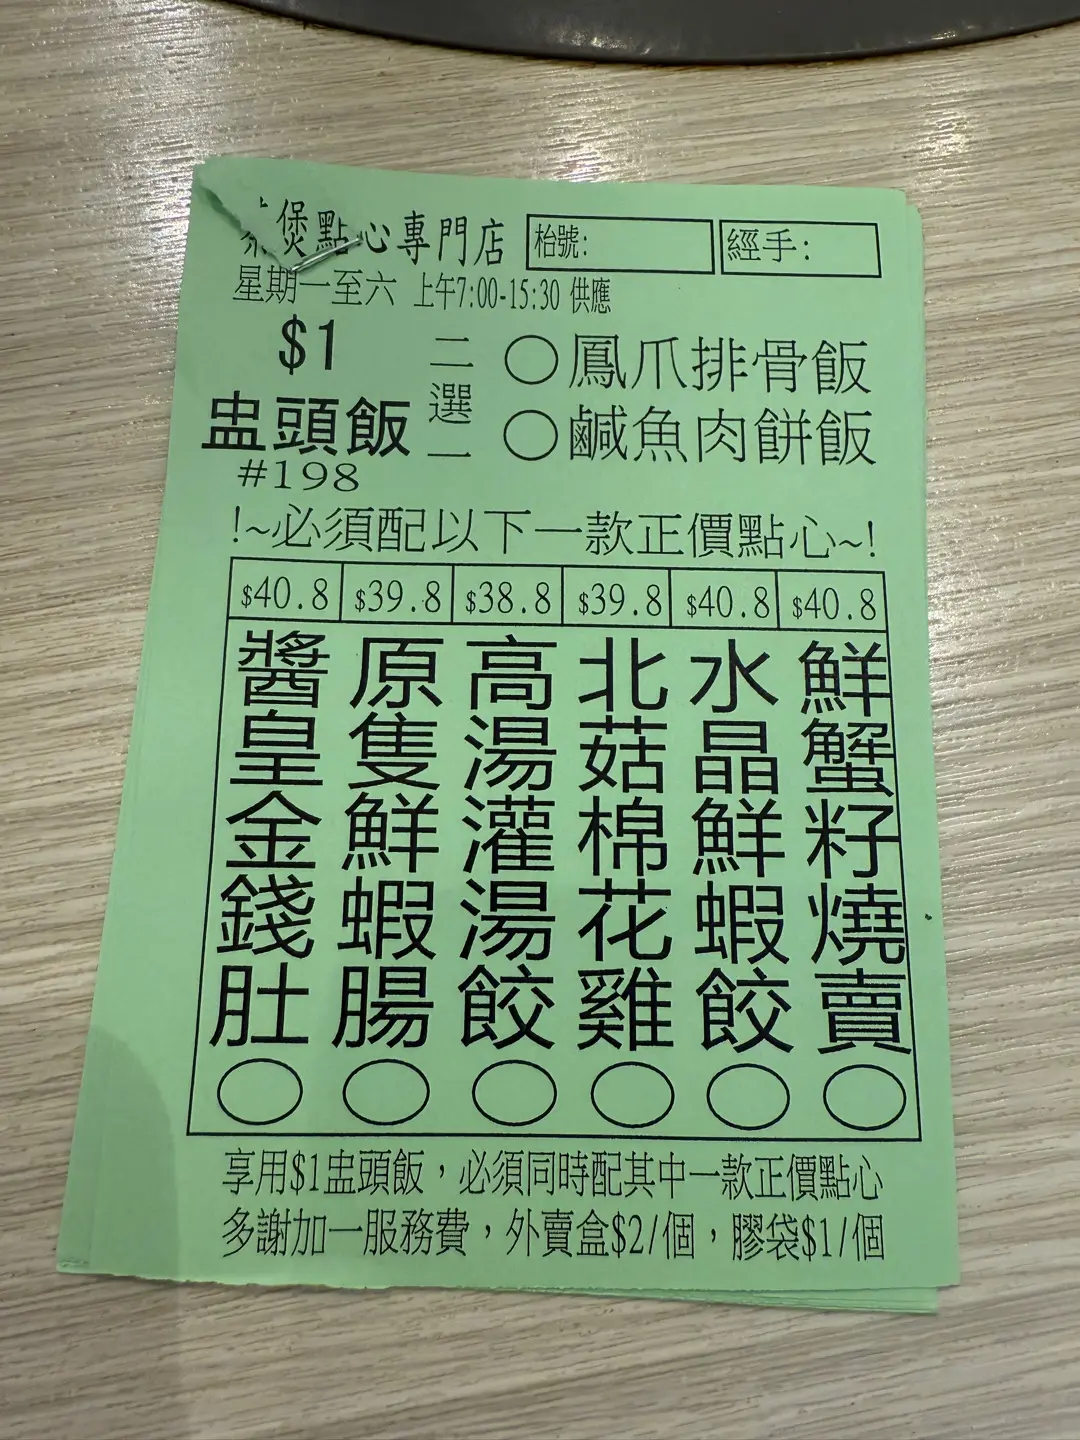 煲點心專門店
枱號:
經手:
星期一至六 上午7:00-15:30 供應
$1
盅頭飯
#198
二選一
鳳爪排骨飯
鹹魚肉餅飯
!~必須配以下一款正價點心~!
$40.8 $39.8 $38.8 $39.8 $40.8 $40.8
醬皇金錢肚
原隻鮮蝦腸
高湯灌湯餃
北菇棉花雞
水晶鮮蝦餃
鮮蟹籽燒賣
享用$1盅頭飯，必須同時配其中一款正價點心
多謝加一服務費，外賣盒$2/個，膠袋$1/個